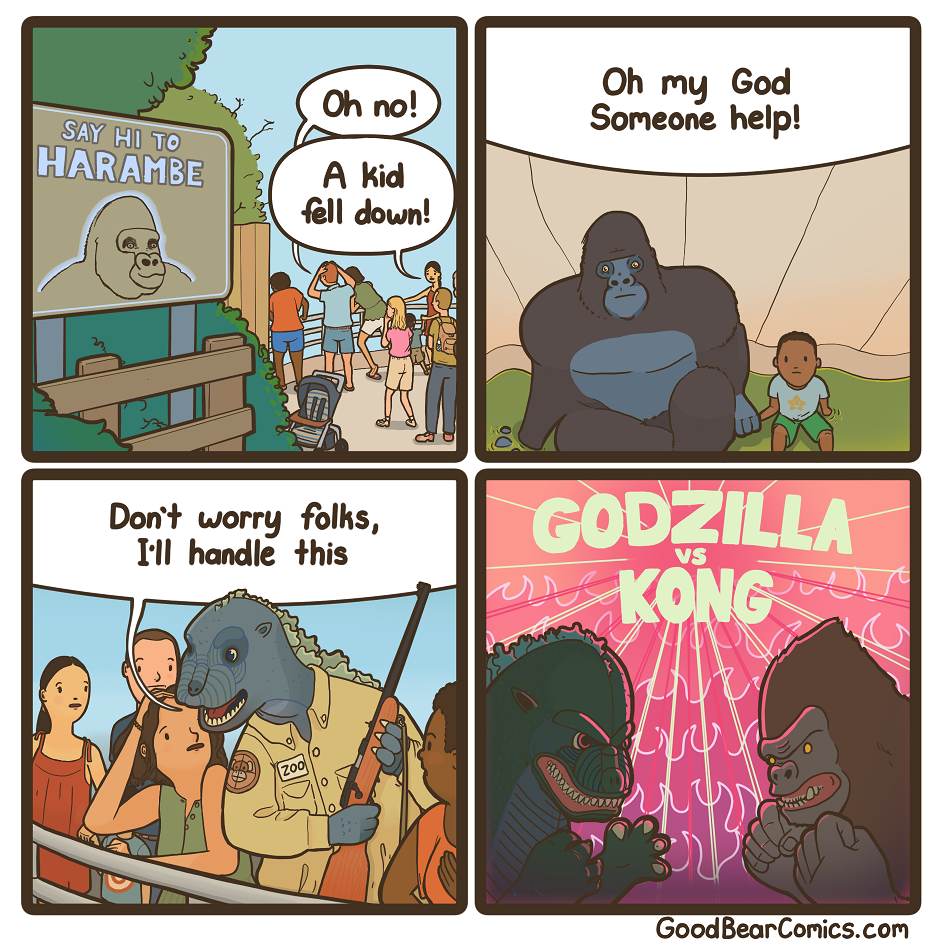 SAY HI TO
HARAMBE
Oh no!
A kid
fell down!
Oh my God
Someone help!
Don't worry folks,
I'll handle this
ZOO
GODZILLA
VS
KONG
GoodBearComics.com